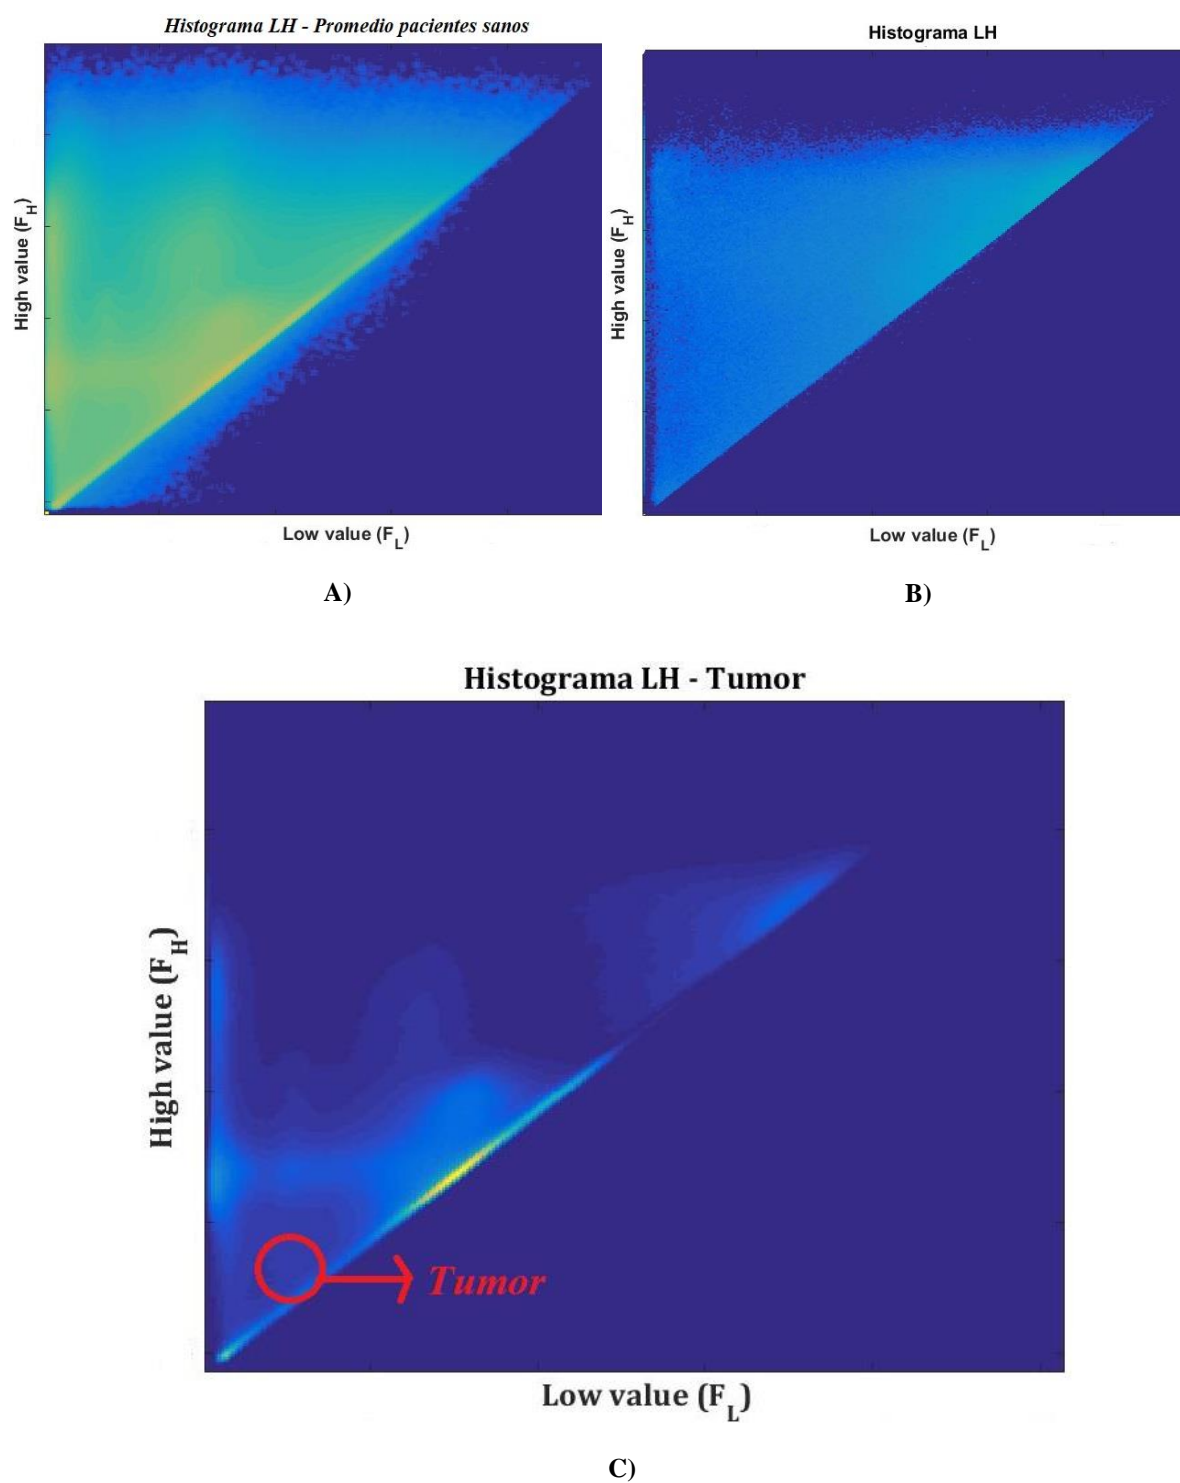 Histograma LH - Promedio pacientes sanos
High value (F_H)
Low value (F_L)
A)
Histograma LH
High value (F_H)
Low value (F_L)
B)
Histograma LH - Tumor
High value (F_H)
Tumor
Low value (F_L)
C)